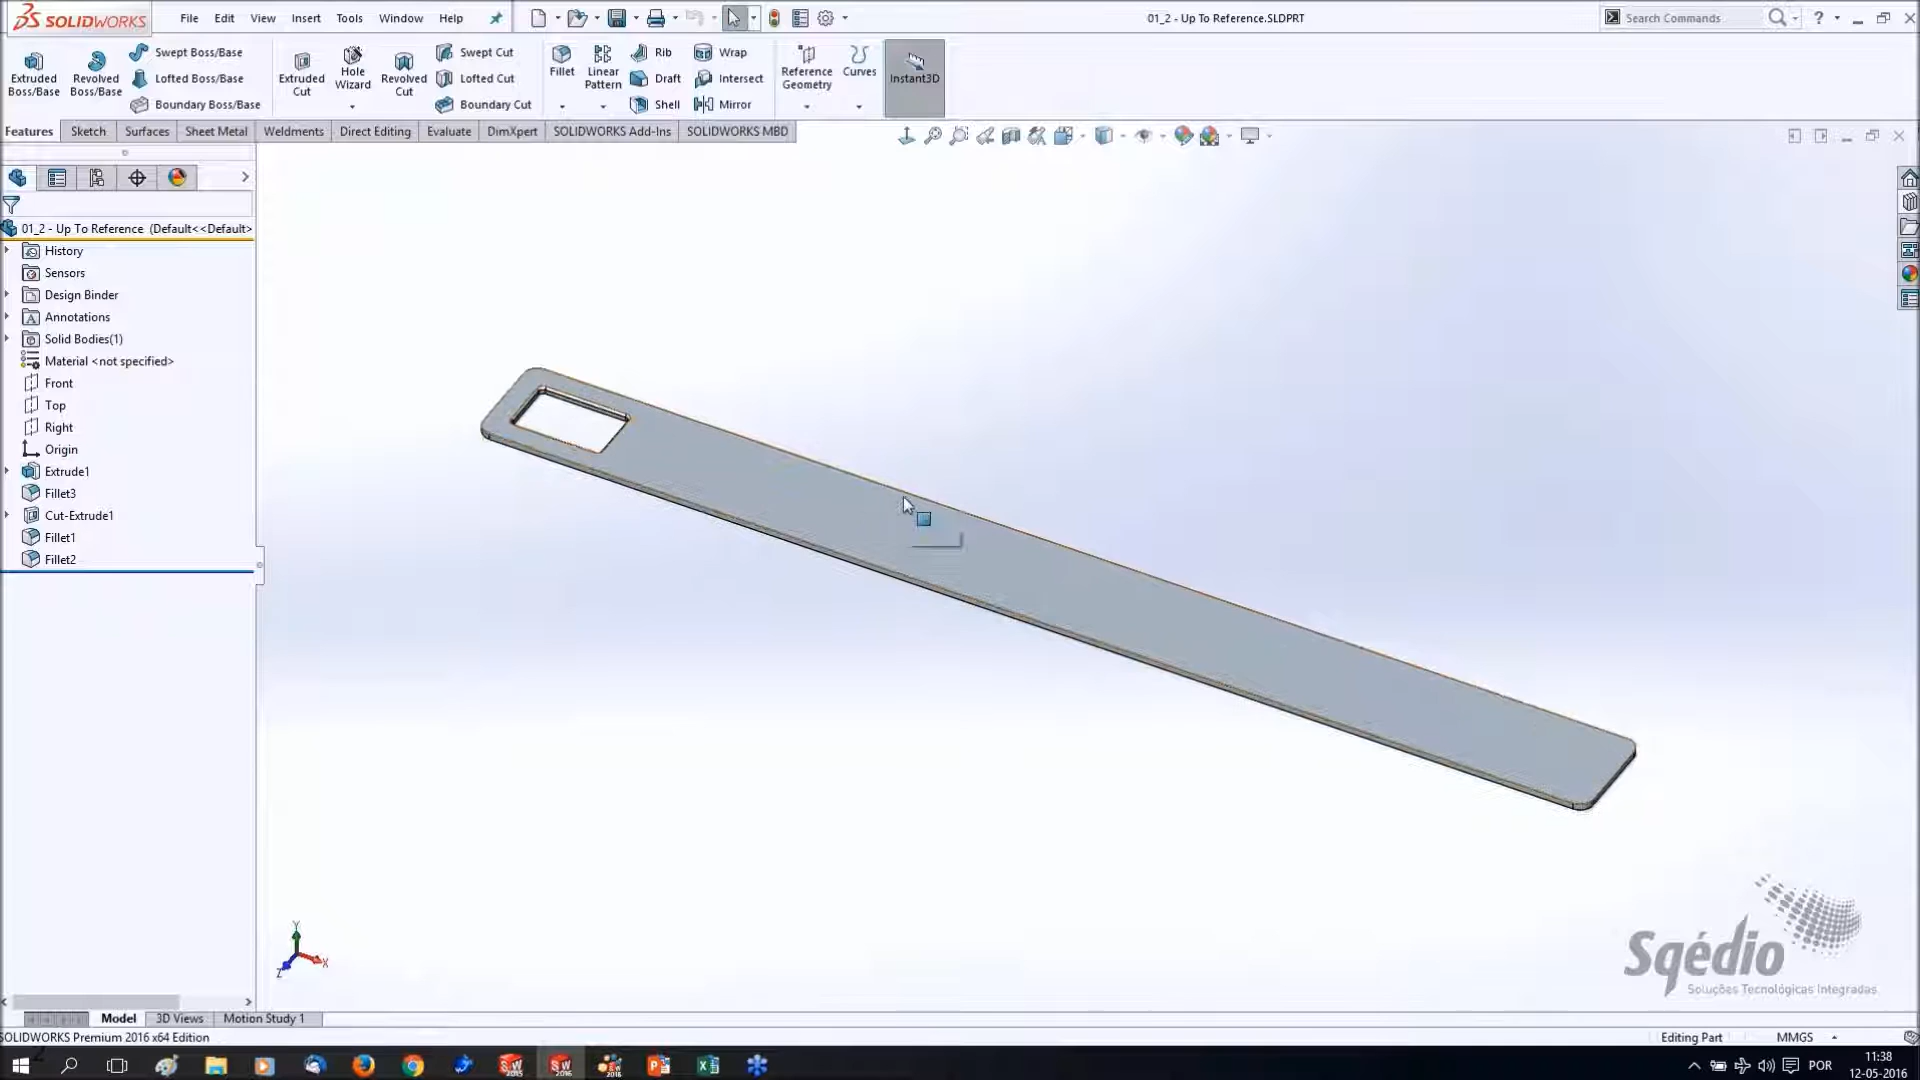 SOLIDWORKS
File Edit View Insert Tools Window Help
01_2 - Up To Reference.SLDPRT
Search Commands
Extruded Boss/Base
Revolved Boss/Base
Swept Boss/Base
Lofted Boss/Base
Boundary Boss/Base
Extruded Cut
Hole Wizard
Revolved Cut
Swept Cut
Lofted Cut
Boundary Cut
Fillet
Linear Pattern
Rib
Draft
Shell
Wrap
Intersect
Mirror
Reference Geometry
Curves
Instant3D
Features Sketch Surfaces Sheet Metal Weldments Direct Editing Evaluate DimXpert SOLIDWORKS Add-Ins SOLIDWORKS MBD
01_2 - Up To Reference (Default<<Default>
History
Sensors
Design Binder
Annotations
Solid Bodies(1)
Material <not specified>
Front
Top
Right
Origin
Extrude1
Fillet3
Cut-Extrude1
Fillet1
Fillet2
Y
X
Z
Sqédio
Soluções Tecnológicas Integradas
Model 3D Views Motion Study 1
SOLIDWORKS Premium 2016 x64 Edition
Editing Part
MMGS
POR
11:38
12-05-2016